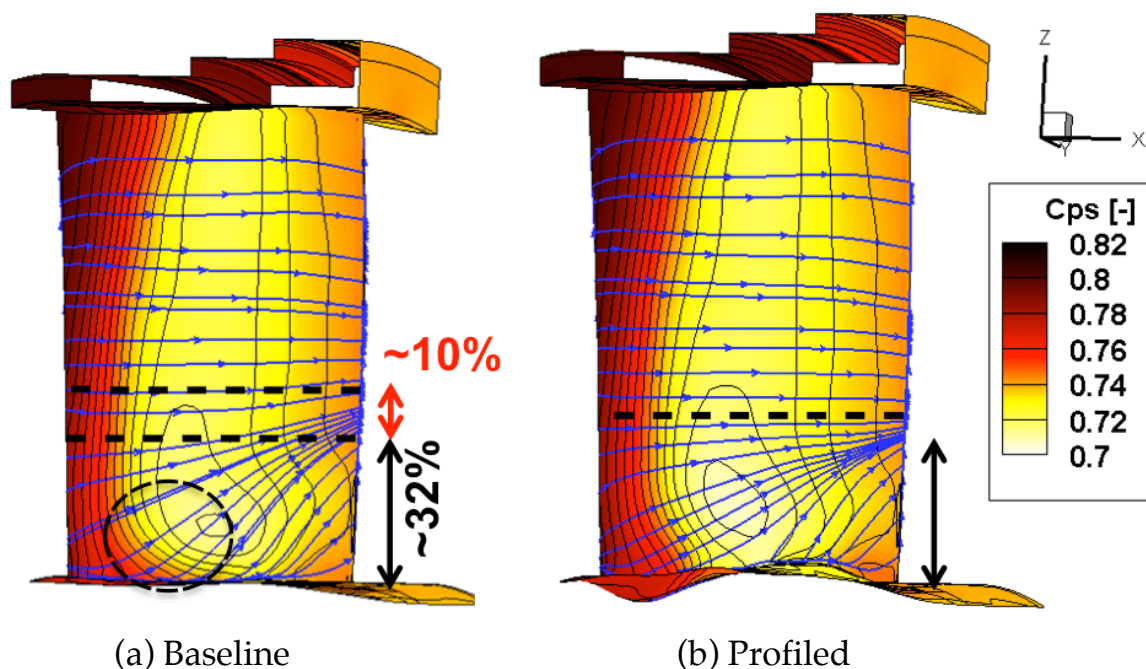 Z
X
Y
Cps [-]
0.82
0.8
0.78
0.76
0.74
0.72
0.7
~10%
~32%
(a) Baseline
(b) Profiled